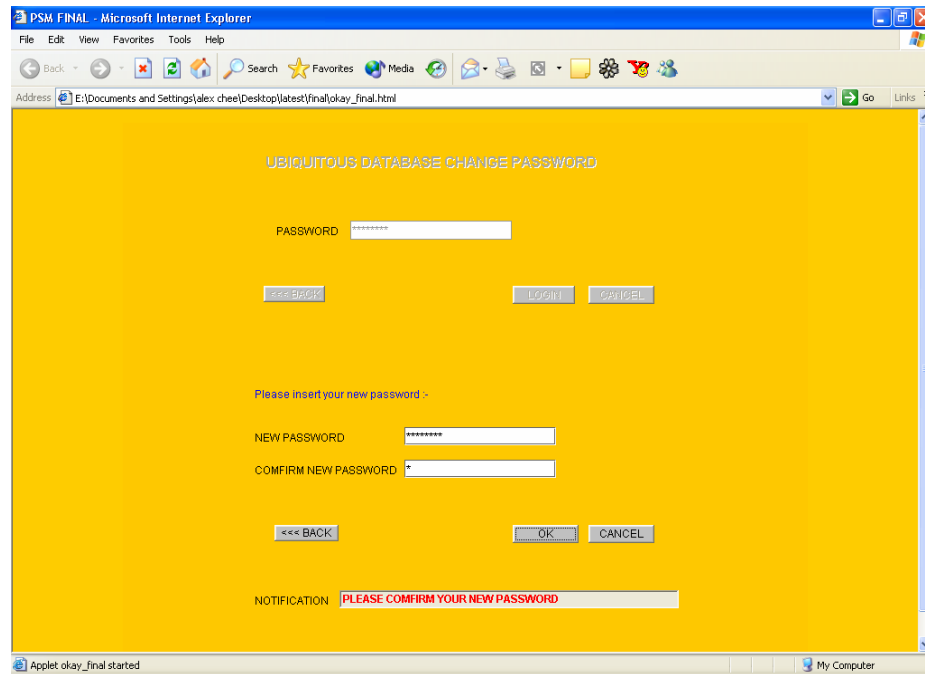 PSM FINAL - Microsoft Internet Explorer
File Edit View Favorites Tools Help
Back Search Favorites Media
Address E:\Documents and Settings\alex chee\Desktop\latest\final\okay_final.html Go Links
UBIQUITOUS DATABASE CHANGE PASSWORD
PASSWORD ********
<<< BACK LOGIN CANCEL
Please insert your new password :-
NEW PASSWORD ********
COMFIRM NEW PASSWORD *
<<< BACK OK CANCEL
NOTIFICATION PLEASE COMFIRM YOUR NEW PASSWORD
Applet okay_final started My Computer